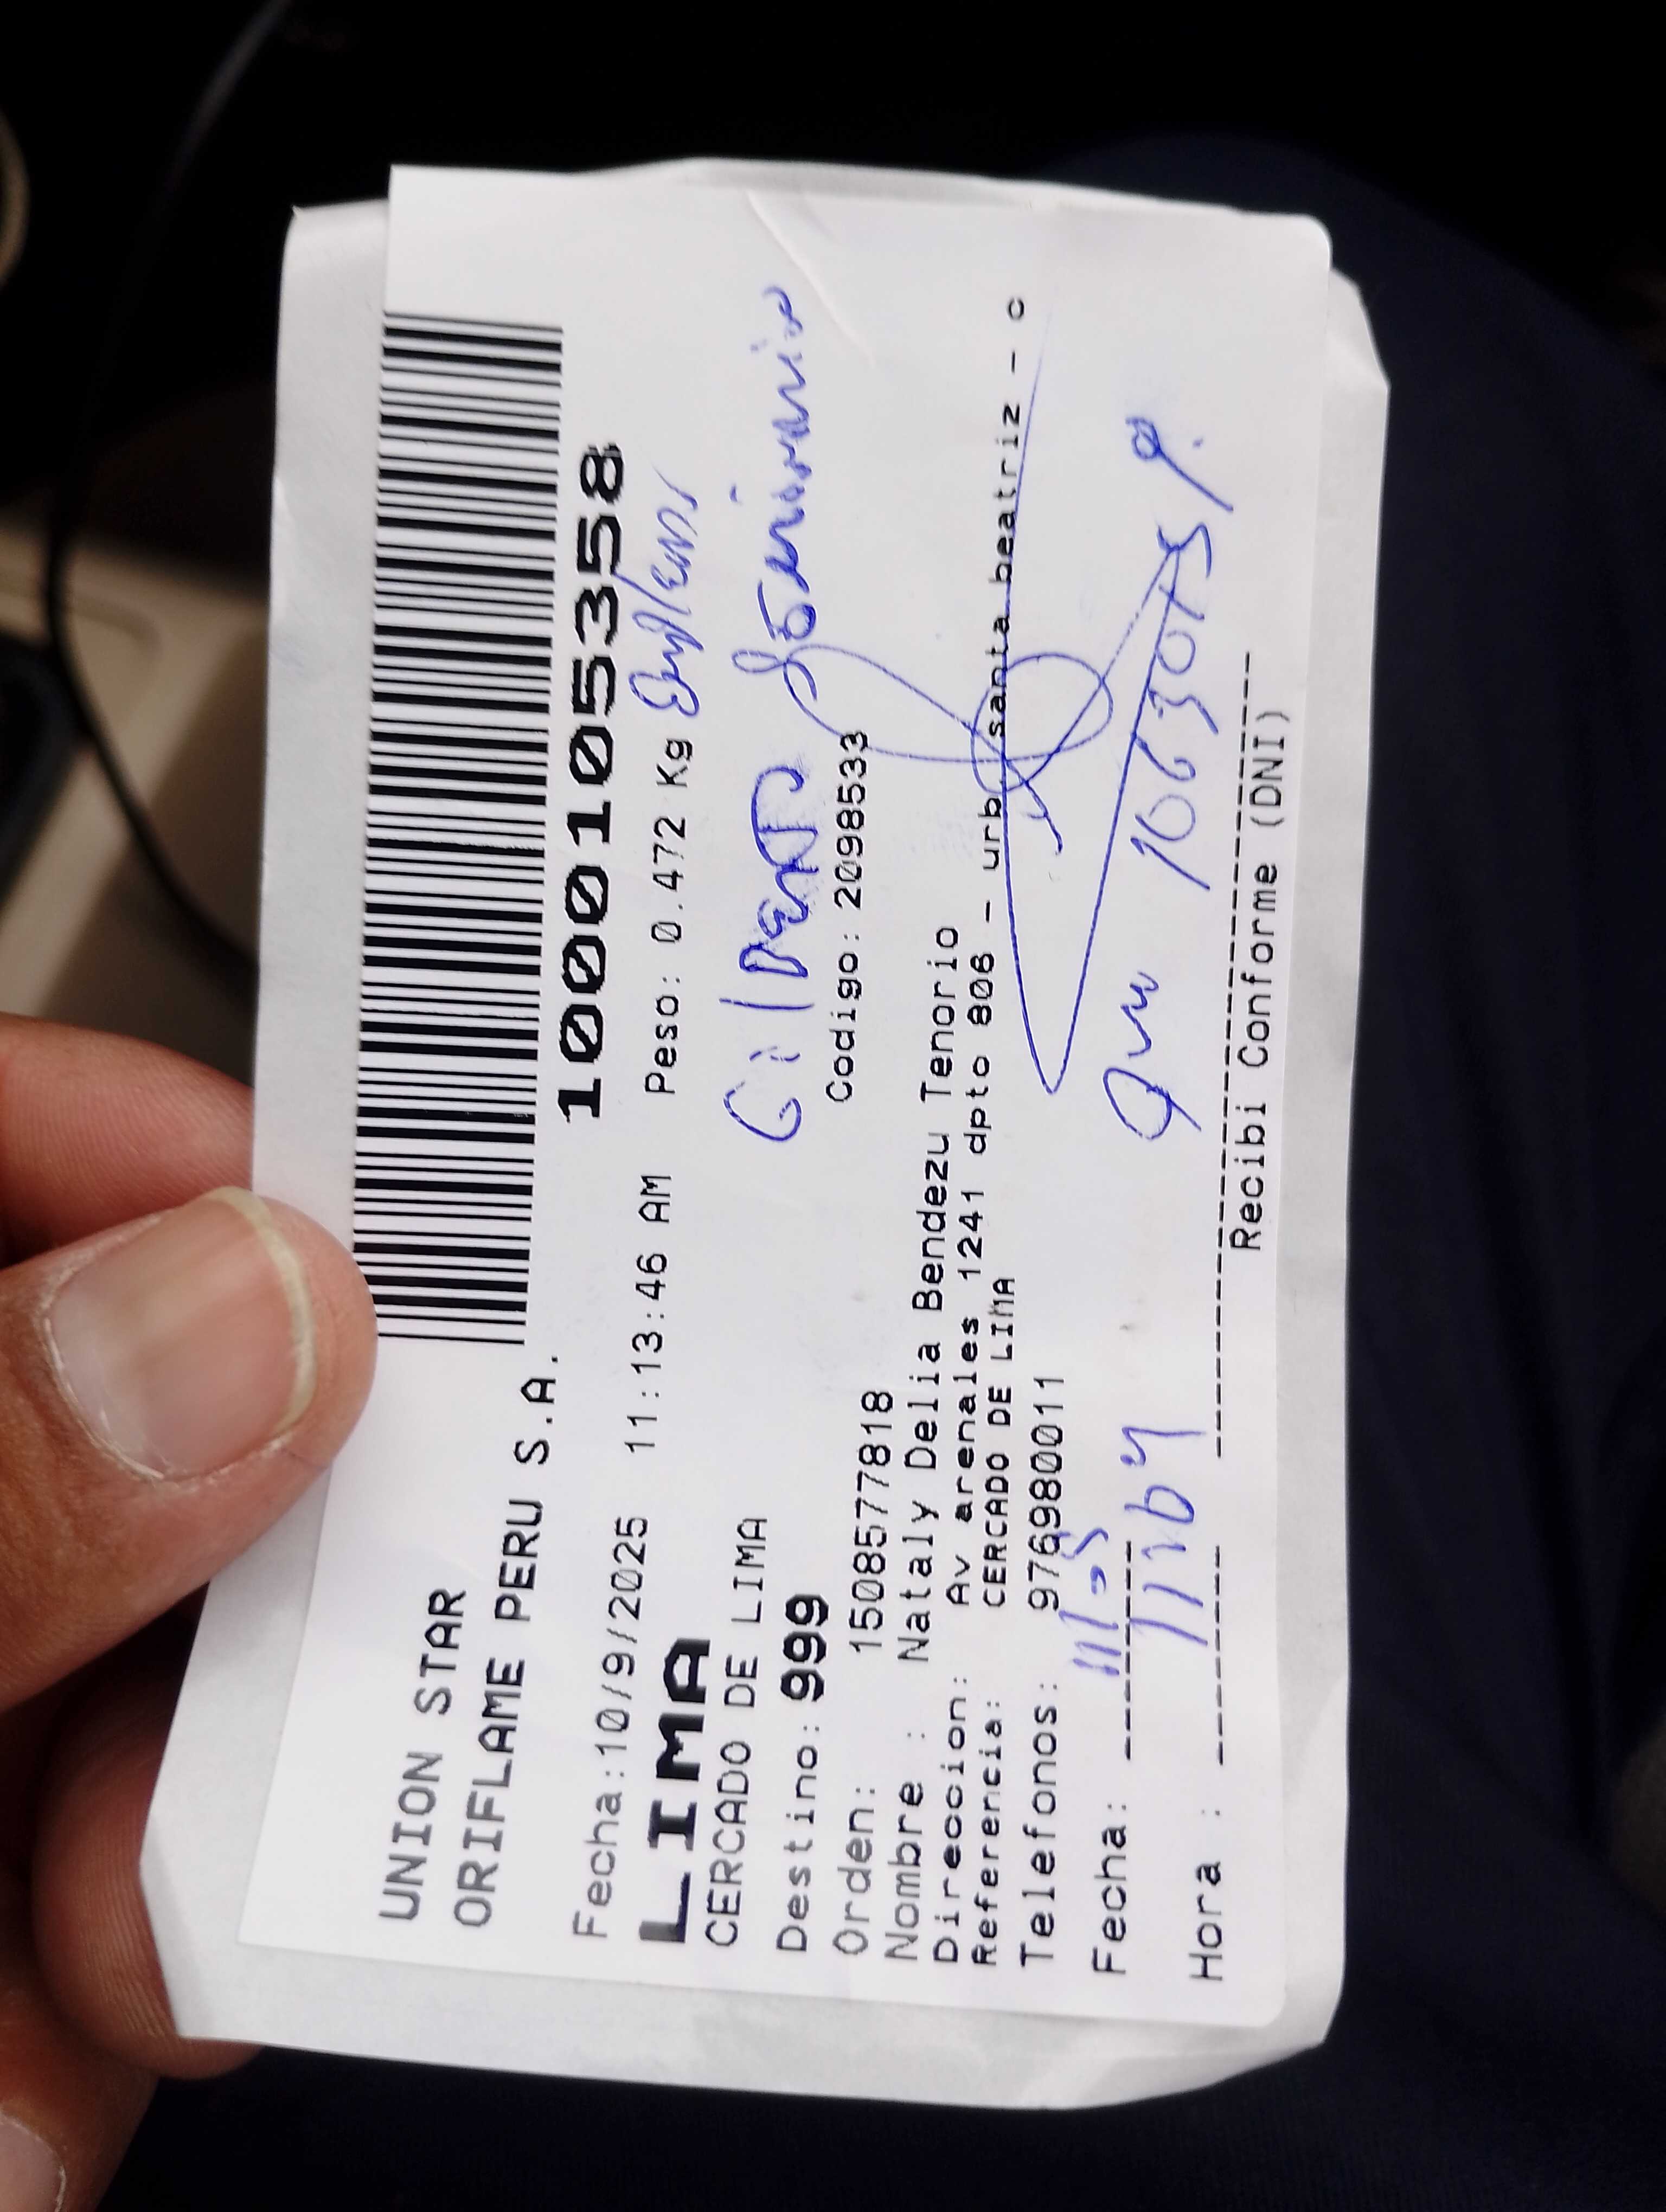 UNION STAR
ORIFLAME PERU S.A.
1000105358
Fecha:10/9/2025 11:13:46 AM Peso: 0.472 Kg
LIMA
CERCADO DE LIMA
Destino: 999
Codigo: 2098533
Orden: 1508577818
Nombre : Nataly Delia Bendezu Tenorio
Direccion: Av arenales 1241 dpto 806 - urb santa beatriz - c
Referencia: CERCADO DE LIMA
Telefonos: 976980011
Fecha:
Hora :
Recibi Conforme (DNI)